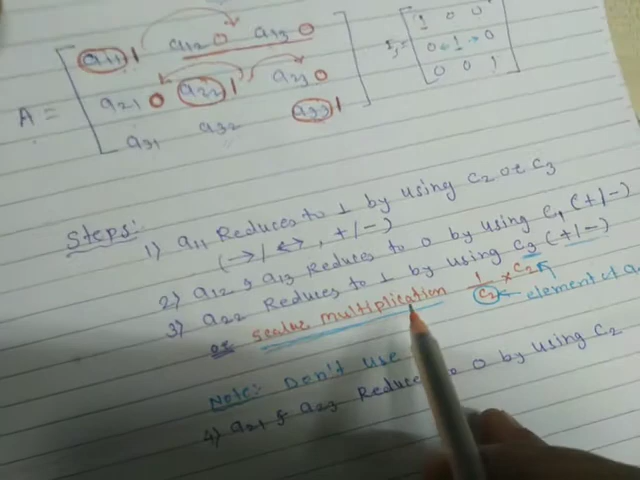 a11 1 a12 0 a13 0
A = a21 0 a22 1 a23 0
a31 a32 a33 1
I3 = 1 0 0
0 1 0
0 0 1
Steps:
1) a11 Reduces to 1 by using C2 or C3
(→/↔, +/-)
2) a12 & a13 Reduces to 0 by using C1 (+/-)
3) a22 Reduces to 1 by using C3 (+/-)
or scalar multiplication 1/C2 × C2
element of a
Note: Don't use
4) a21 & a23 Reduce to 0 by using C2